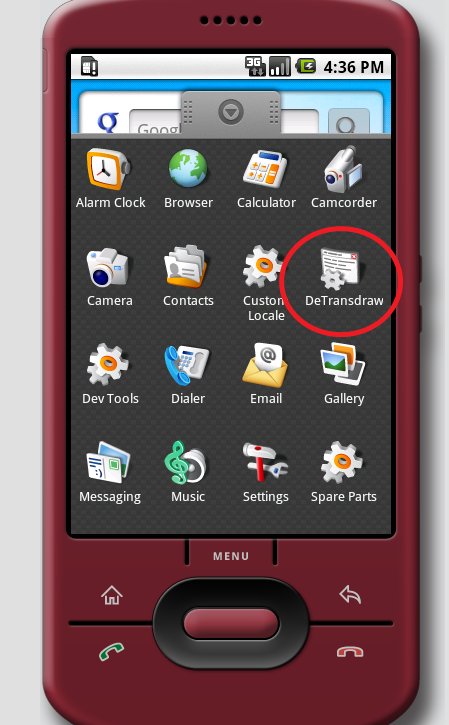 3G 4:36 PM
g Goog
Alarm Clock Browser Calculator Camcorder
Camera Contacts Custom Locale DeTransdraw
Dev Tools Dialer Email Gallery
Messaging Music Settings Spare Parts
MENU